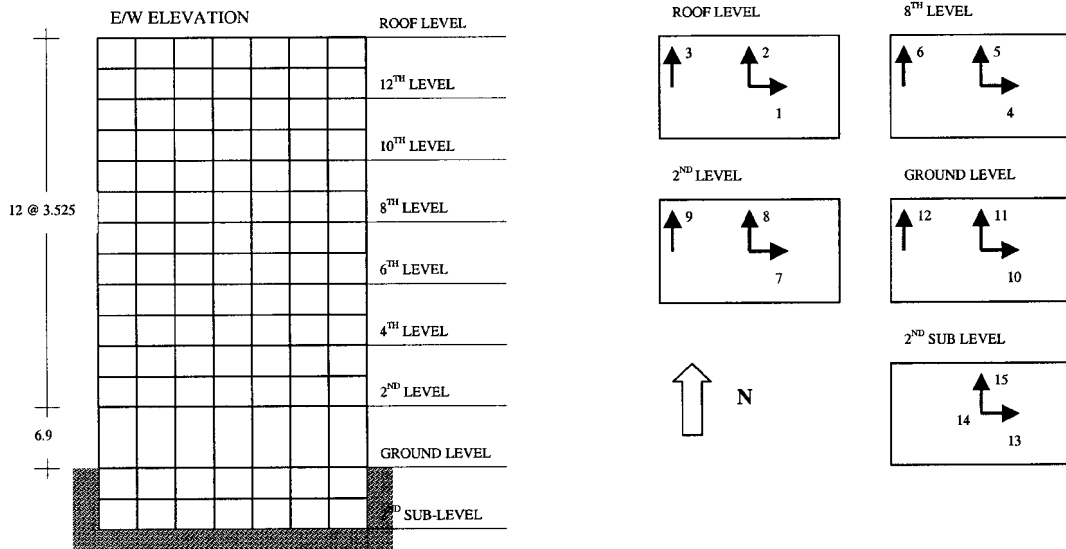 E/W ELEVATION
ROOF LEVEL
12TH LEVEL
10TH LEVEL
8TH LEVEL
6TH LEVEL
4TH LEVEL
2ND LEVEL
GROUND LEVEL
SUB-LEVEL
12 @ 3.525
6.9
ROOF LEVEL
3
2
1
8TH LEVEL
6
5
4
2ND LEVEL
9
8
7
GROUND LEVEL
12
11
10
2ND SUB LEVEL
15
14
13
N